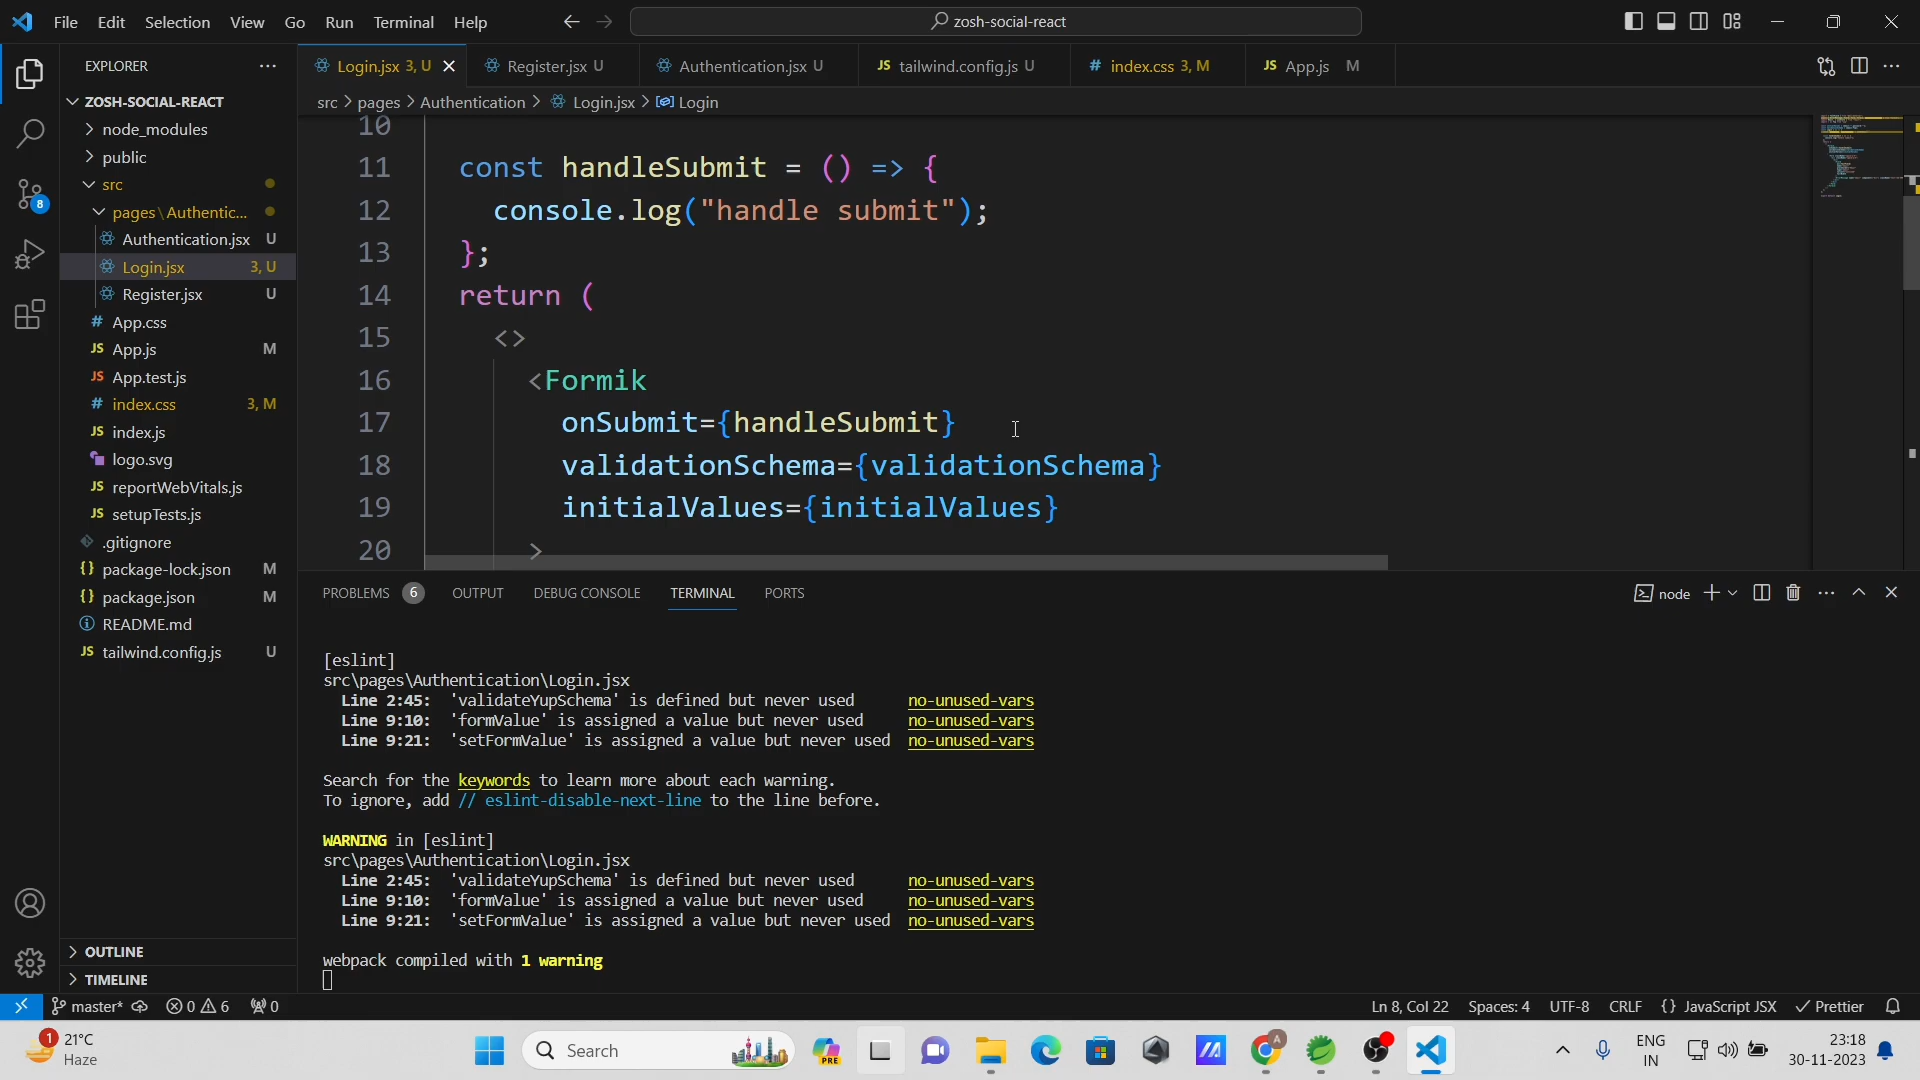 File Edit Selection View Go Run Terminal Help
zosh-social-react
EXPLORER
Login.jsx 3, U
Register.jsx U
Authentication.jsx U
JS tailwind.config.js U
# index.css 3, M
JS App.js M
src > pages > Authentication > Login.jsx > Login
ZOSH-SOCIAL-REACT
node_modules
public
src
pages\Authentic...
Authentication.jsx U
Login.jsx 3, U
Register.jsx U
# App.css
JS App.js M
JS App.test.js
# index.css 3, M
JS index.js
logo.svg
JS reportWebVitals.js
JS setupTests.js
.gitignore
{} package-lock.json M
{} package.json M
README.md
JS tailwind.config.js U
OUTLINE
TIMELINE
8
10
11 const handleSubmit = () => {
12 console.log("handle submit");
13 };
14 return (
15 <>
16 <Formik
17 onSubmit={handleSubmit}
18 validationSchema={validationSchema}
19 initialValues={initialValues}
20 >
PROBLEMS 6 OUTPUT DEBUG CONSOLE TERMINAL PORTS
node
[eslint]
src\pages\Authentication\Login.jsx
Line 2:45: 'validateYupSchema' is defined but never used no-unused-vars
Line 9:10: 'formValue' is assigned a value but never used no-unused-vars
Line 9:21: 'setFormValue' is assigned a value but never used no-unused-vars
Search for the keywords to learn more about each warning.
To ignore, add // eslint-disable-next-line to the line before.
WARNING in [eslint]
src\pages\Authentication\Login.jsx
Line 2:45: 'validateYupSchema' is defined but never used no-unused-vars
Line 9:10: 'formValue' is assigned a value but never used no-unused-vars
Line 9:21: 'setFormValue' is assigned a value but never used no-unused-vars
webpack compiled with 1 warning
master* 0 6 0
Ln 8, Col 22 Spaces: 4 UTF-8 CRLF {} JavaScript JSX Prettier
1
21°C
Haze
Search
PRE
A
ENG
IN
23:18
30-11-2023